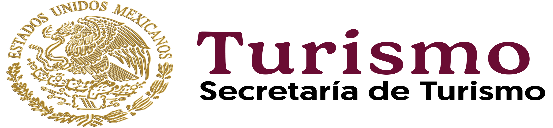 ESTADOS UNIDOS MEXICANOS
Turismo
Secretaría de Turismo